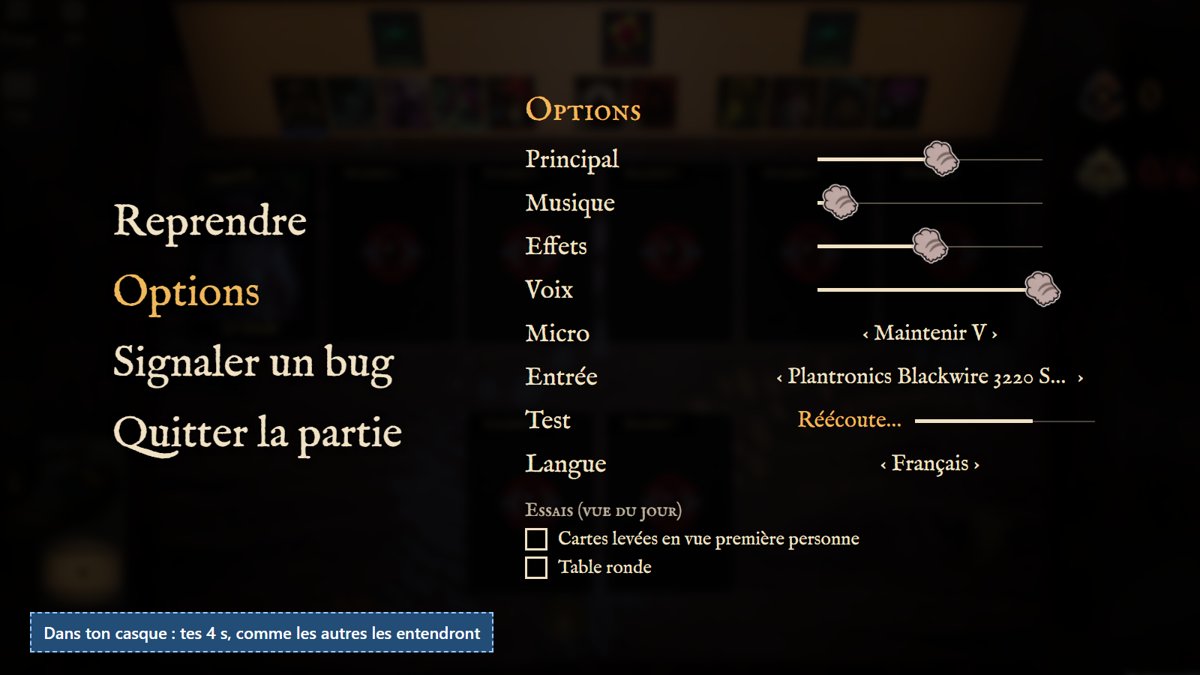 Reprendre
Options
Signaler un bug
Quitter la partie
Options
Principal
Musique
Effets
Voix
Micro
‹ Maintenir V ›
Entrée
‹ Plantronics Blackwire 3220 S... ›
Test
Réécoute...
Langue
‹ Français ›
Essais (vue du jour)
Cartes levées en vue première personne
Table ronde
Dans ton casque : tes 4 s, comme les autres les entendront